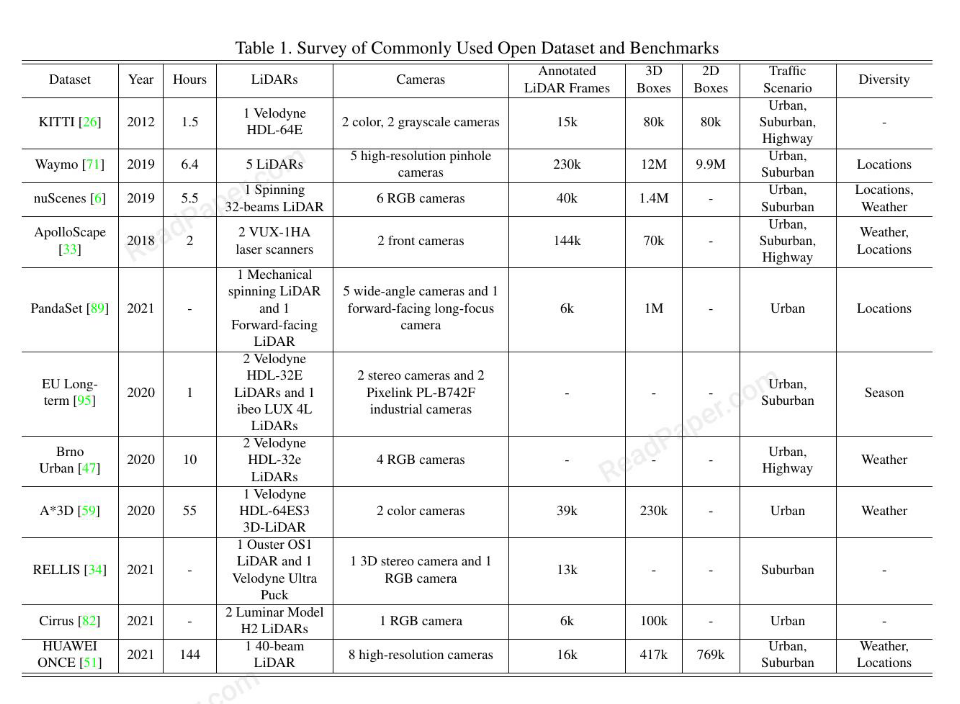 Table 1. Survey of Commonly Used Open Dataset and Benchmarks
Dataset Year Hours LiDARs Cameras Annotated LiDAR Frames 3D Boxes 2D Boxes Traffic Scenario Diversity
KITTI [26] 2012 1.5 1 Velodyne HDL-64E 2 color, 2 grayscale cameras 15k 80k 80k Urban, Suburban, Highway -
Waymo [71] 2019 6.4 5 LiDARs 5 high-resolution pinhole cameras 230k 12M 9.9M Urban, Suburban Locations
nuScenes [6] 2019 5.5 1 Spinning 32-beams LiDAR 6 RGB cameras 40k 1.4M - Urban, Suburban Locations, Weather
ApolloScape [33] 2018 2 2 VUX-1HA laser scanners 2 front cameras 144k 70k - Urban, Suburban, Highway Weather, Locations
PandaSet [89] 2021 - 1 Mechanical spinning LiDAR and 1 Forward-facing LiDAR 5 wide-angle cameras and 1 forward-facing long-focus camera 6k 1M - Urban Locations
EU Long-term [95] 2020 1 2 Velodyne HDL-32E LiDARs and 1 ibeo LUX 4L LiDARs 2 stereo cameras and 2 Pixelink PL-B742F industrial cameras - - - Urban, Suburban Season
Brno Urban [47] 2020 10 2 Velodyne HDL-32e LiDARs 4 RGB cameras - - - Urban, Highway Weather
A*3D [59] 2020 55 1 Velodyne HDL-64ES3 3D-LiDAR 2 color cameras 39k 230k - Urban Weather
RELLIS [34] 2021 - 1 Ouster OS1 LiDAR and 1 Velodyne Ultra Puck 1 3D stereo camera and 1 RGB camera 13k - - Suburban -
Cirrus [82] 2021 - 2 Luminar Model H2 LiDARs 1 RGB camera 6k 100k - Urban -
HUAWEI ONCE [51] 2021 144 1 40-beam LiDAR 8 high-resolution cameras 16k 417k 769k Urban, Suburban Weather, Locations
ReadPaper.com
ReadPaper.com
.com